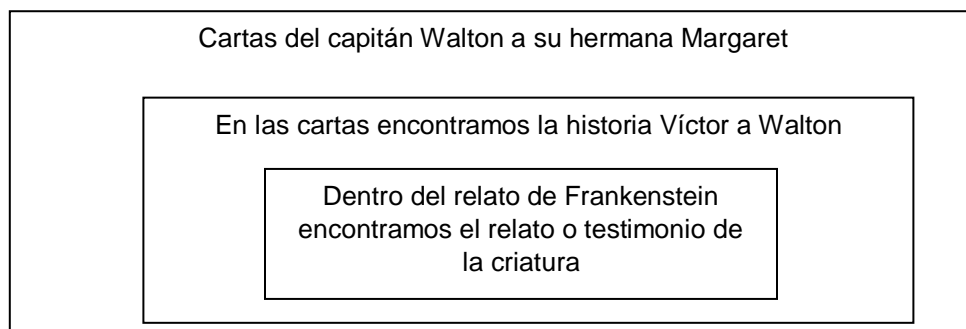 Cartas del capitán Walton a su hermana Margaret
En las cartas encontramos la historia Víctor a Walton
Dentro del relato de Frankenstein
encontramos el relato o testimonio de
la criatura